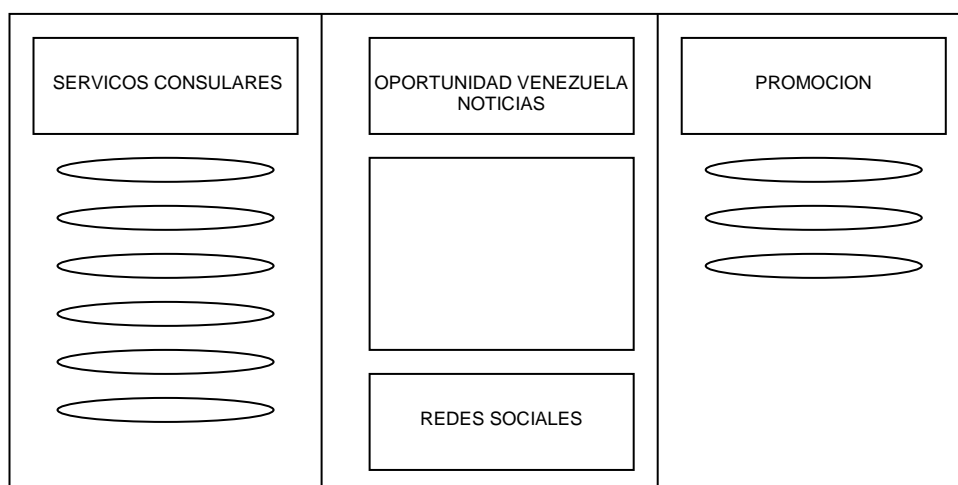 SERVICOS CONSULARES
OPORTUNIDAD VENEZUELA
NOTICIAS
REDES SOCIALES
PROMOCION